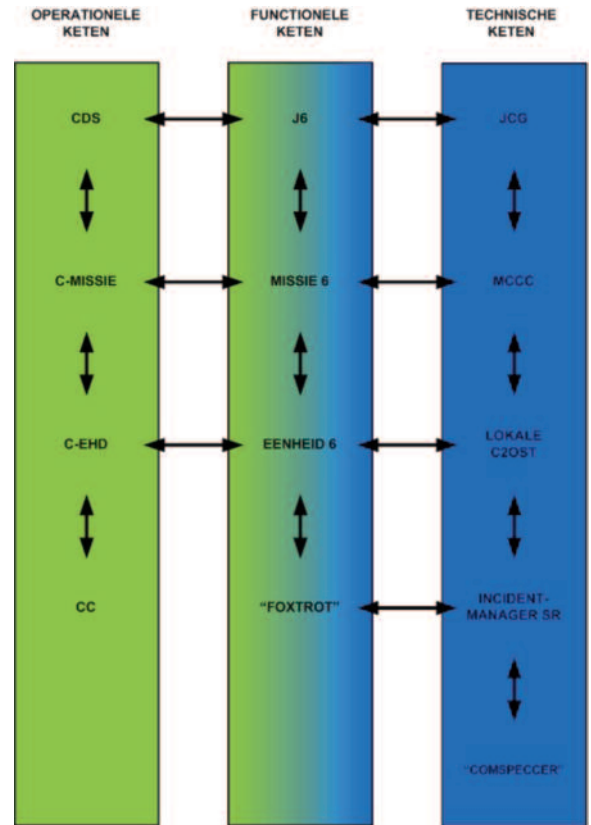 OPERATIONELE
KETEN
FUNCTIONELE
KETEN
TECHNISCHE
KETEN
CDS
J6
JCG
C-MISSIE
MISSIE 6
MCCC
C-EHD
EENHEID 6
LOKALE
C2OST
CC
"FOXTROT"
INCIDENT-
MANAGER SR
"COMSPECCER"